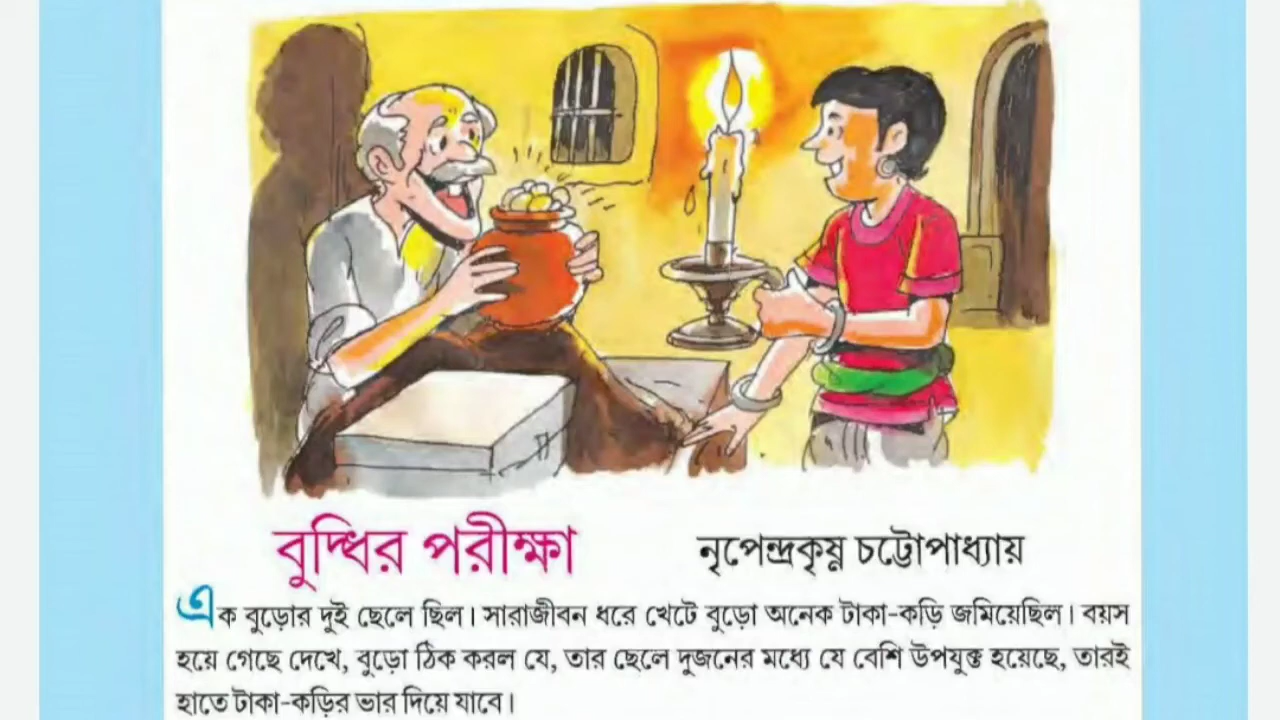 বুদ্ধির পরীক্ষা নৃপেন্দ্রকৃষ্ণ চট্টোপাধ্যায়
এক বুড়োর দুই ছেলে ছিল। সারাজীবন ধরে খেটে বুড়ো অনেক টাকা-কড়ি জমিয়েছিল। বয়স
হয়ে গেছে দেখে, বুড়ো ঠিক করল যে, তার ছেলে দুজনের মধ্যে যে বেশি উপযুক্ত হয়েছে, তারই
হাতে টাকা-কড়ির ভার দিয়ে যাবে।